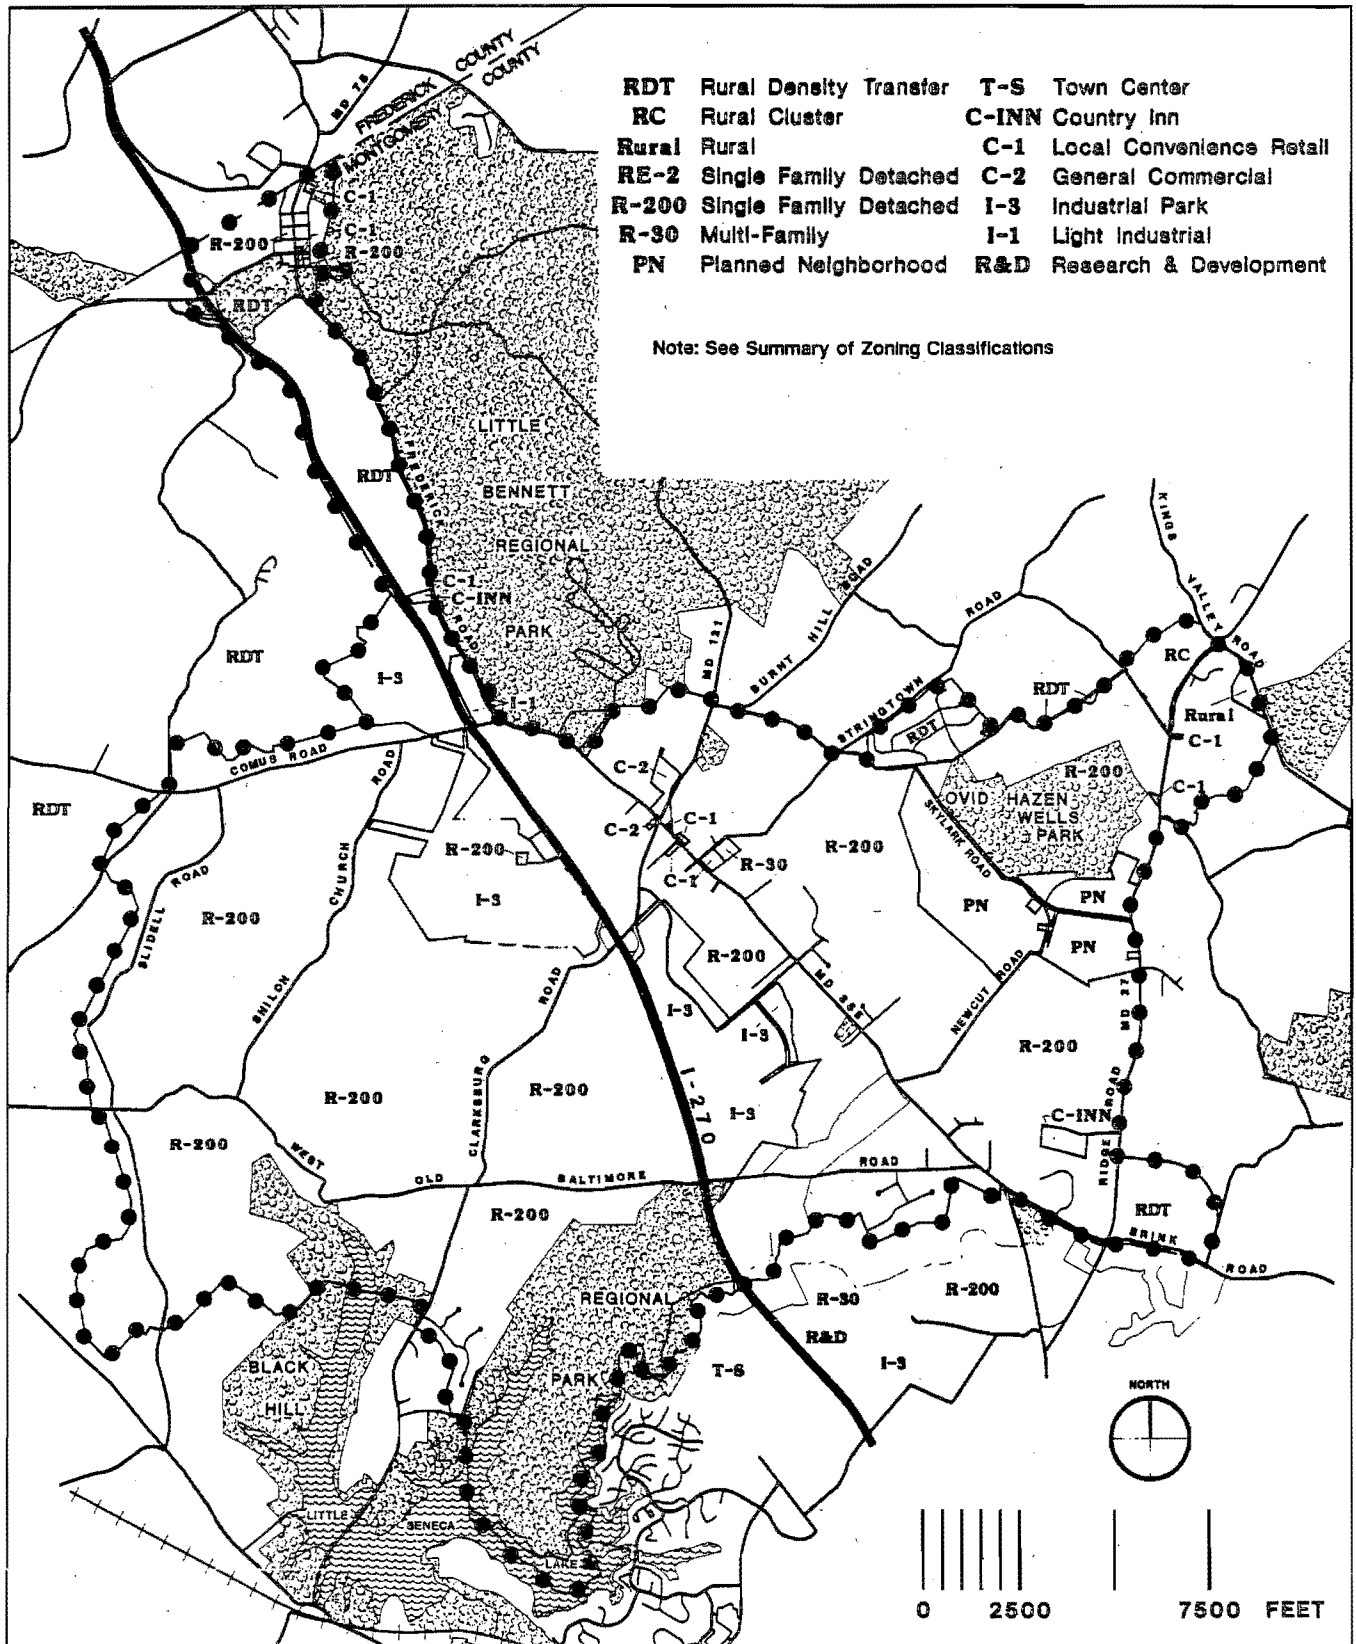 FREDERICK COUNTY
MONTGOMERY COUNTY
MD 75
RDT Rural Density Transfer T-S Town Center
RC Rural Cluster C-INN Country Inn
Rural Rural C-1 Local Convenience Retail
RE-2 Single Family Detached C-2 General Commercial
R-200 Single Family Detached I-3 Industrial Park
R-30 Multi-Family I-1 Light Industrial
PN Planned Neighborhood R&D Research & Development
Note: See Summary of Zoning Classifications
C-1
C-1
R-200
R-200
RDT
LITTLE
BENNETT
REGIONAL
PARK
RDT
FREDERICK
ROAD
C-1
C-INN
RDT
I-3
I-1
MD 121
BURNT HILL ROAD
STRINGTOWN
ROAD
KINGS
VALLEY ROAD
RC
RDT
RDT
Rural
C-1
R-200
C-1
COMUS ROAD
RDT
C-2
C-2
C-1
C-1
R-30
R-200
OVID HAZEN
WELLS
PARK
SKYLARK ROAD
SHILOH
CHURCH
ROAD
R-200
I-3
SLIDELL
ROAD
R-200
PN
PN
PN
R-200
MD 355
NEWCUT ROAD
MD 27
I-3
I-3
I-3
R-200
CLARKSBURG
ROAD
R-200
R-200
I-270
C-INN
RIDGE
ROAD
R-200
WEST
OLD
BALTIMORE
ROAD
R-200
RDT
BRINK
ROAD
REGIONAL
PARK
R-30
R-200
R&D
T-S
I-3
BLACK
HILL
NORTH
LITTLE
SENECA
LAKE
0 2500 7500 FEET